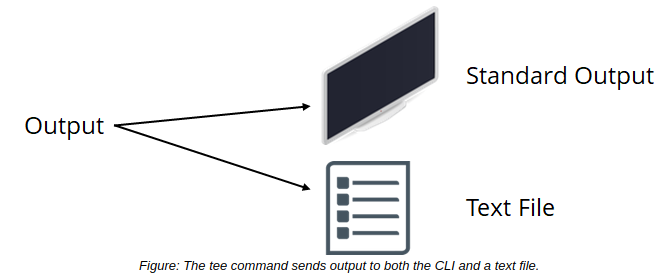 Standard Output
Output
Text File
Figure: The tee command sends output to both the CLI and a text file.